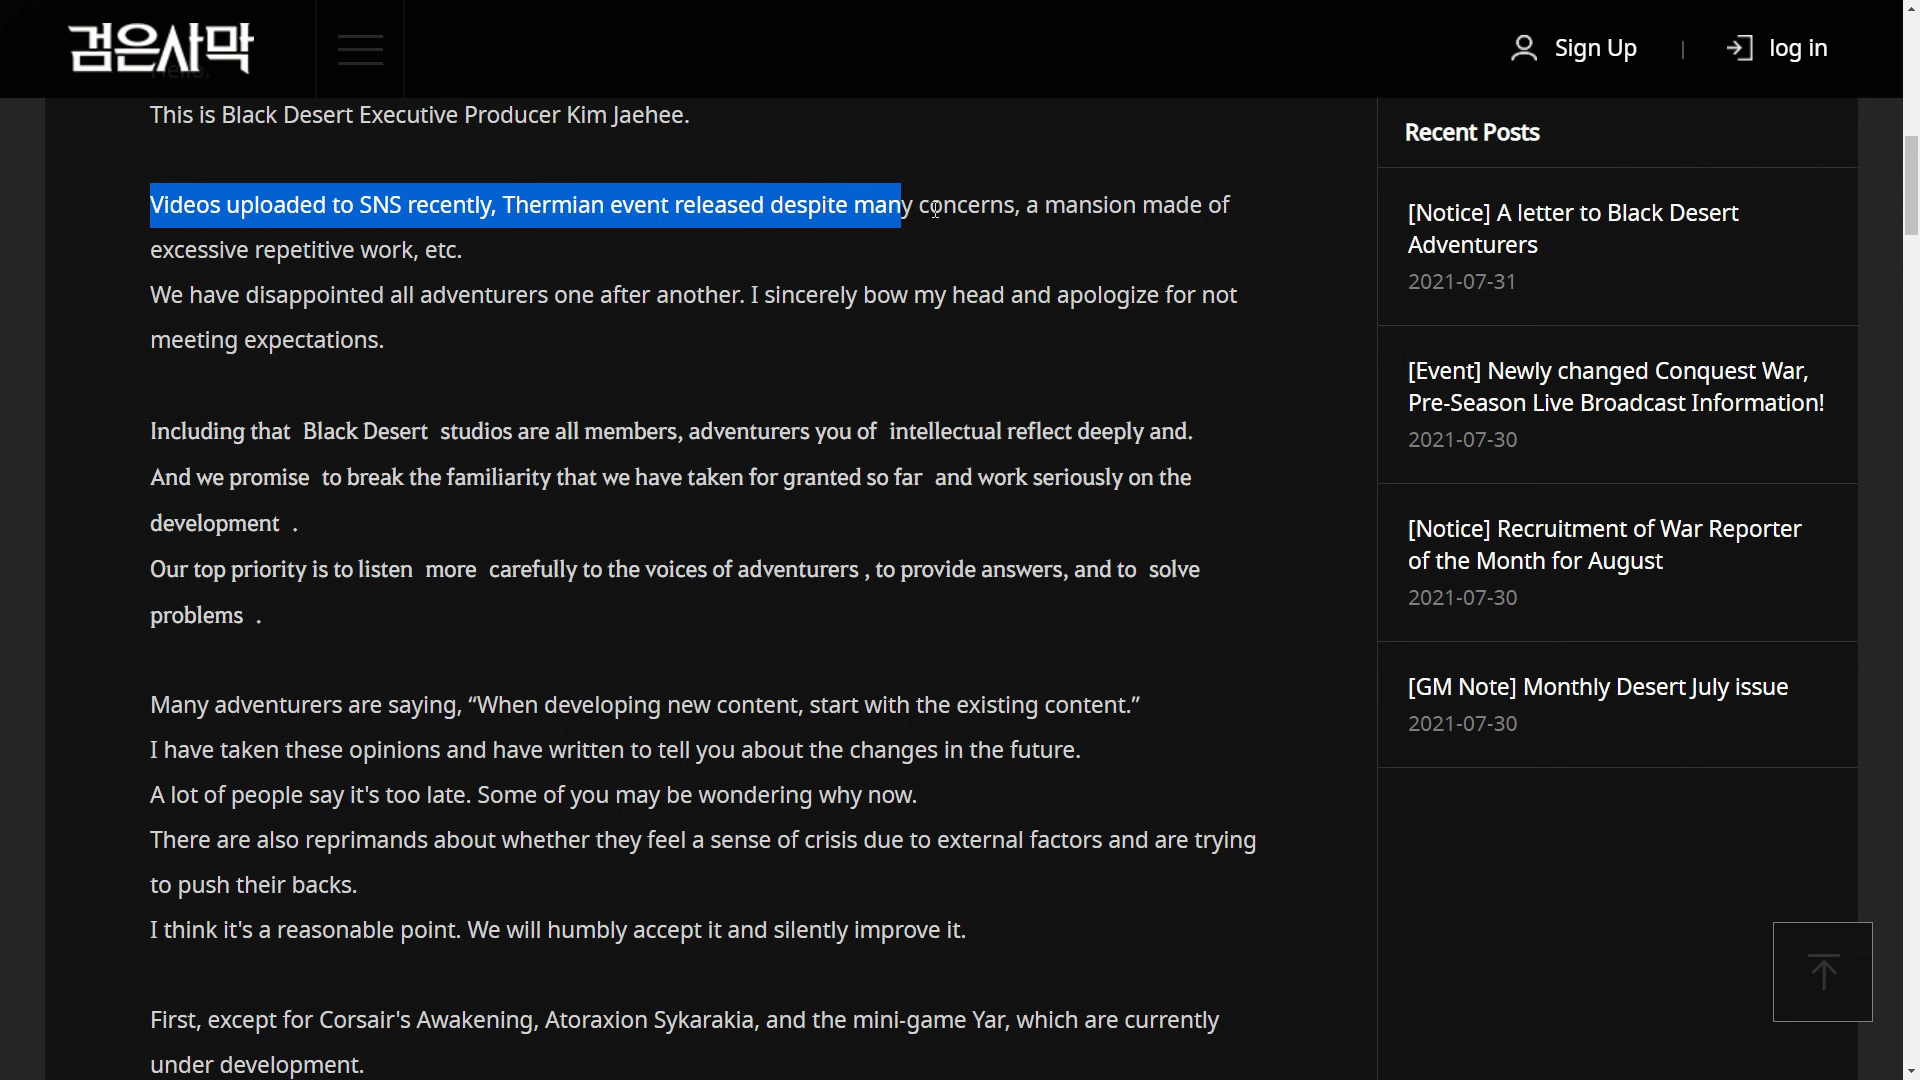 검은사막
Sign Up
|
log in
Hello.
This is Black Desert Executive Producer Kim Jaehee.
Videos uploaded to SNS recently, Thermian event released despite many concerns, a mansion made of
excessive repetitive work, etc.
We have disappointed all adventurers one after another. I sincerely bow my head and apologize for not
meeting expectations.
Including that Black Desert studios are all members, adventurers you of intellectual reflect deeply and.
And we promise to break the familiarity that we have taken for granted so far and work seriously on the
development .
Our top priority is to listen more carefully to the voices of adventurers , to provide answers, and to solve
problems .
Many adventurers are saying, “When developing new content, start with the existing content.”
I have taken these opinions and have written to tell you about the changes in the future.
A lot of people say it's too late. Some of you may be wondering why now.
There are also reprimands about whether they feel a sense of crisis due to external factors and are trying
to push their backs.
I think it's a reasonable point. We will humbly accept it and silently improve it.
First, except for Corsair's Awakening, Atoraxion Sykarakia, and the mini-game Yar, which are currently
under development.
Recent Posts
[Notice] A letter to Black Desert
Adventurers
2021-07-31
[Event] Newly changed Conquest War,
Pre-Season Live Broadcast Information!
2021-07-30
[Notice] Recruitment of War Reporter
of the Month for August
2021-07-30
[GM Note] Monthly Desert July issue
2021-07-30